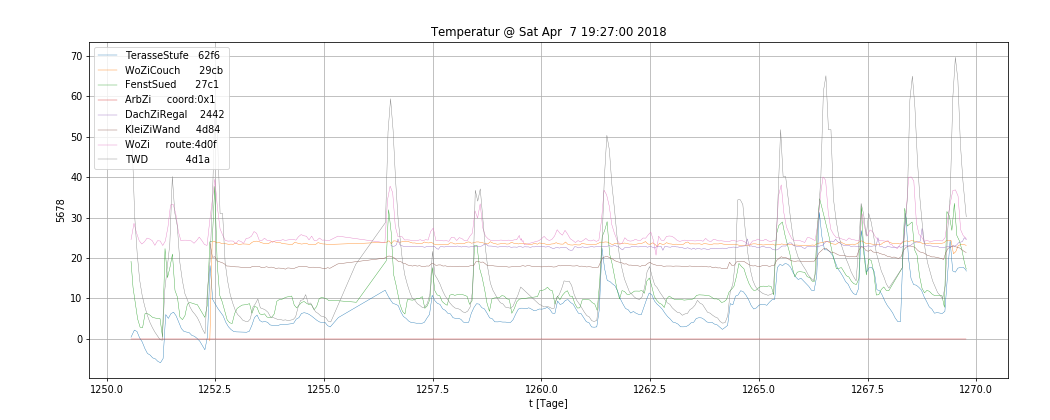 Temperatur @ Sat Apr  7 19:27:00 2018
70
60
50
40
30
20
10
0
5678
TerasseStufe 62f6
WoZiCouch 29cb
FenstSued 27c1
ArbZi coord:0x1
DachZiRegal 2442
KleiZiWand 4d84
WoZi route:4d0f
TWD 4d1a
1250.0 1252.5 1255.0 1257.5 1260.0 1262.5 1265.0 1267.5 1270.0
t [Tage]